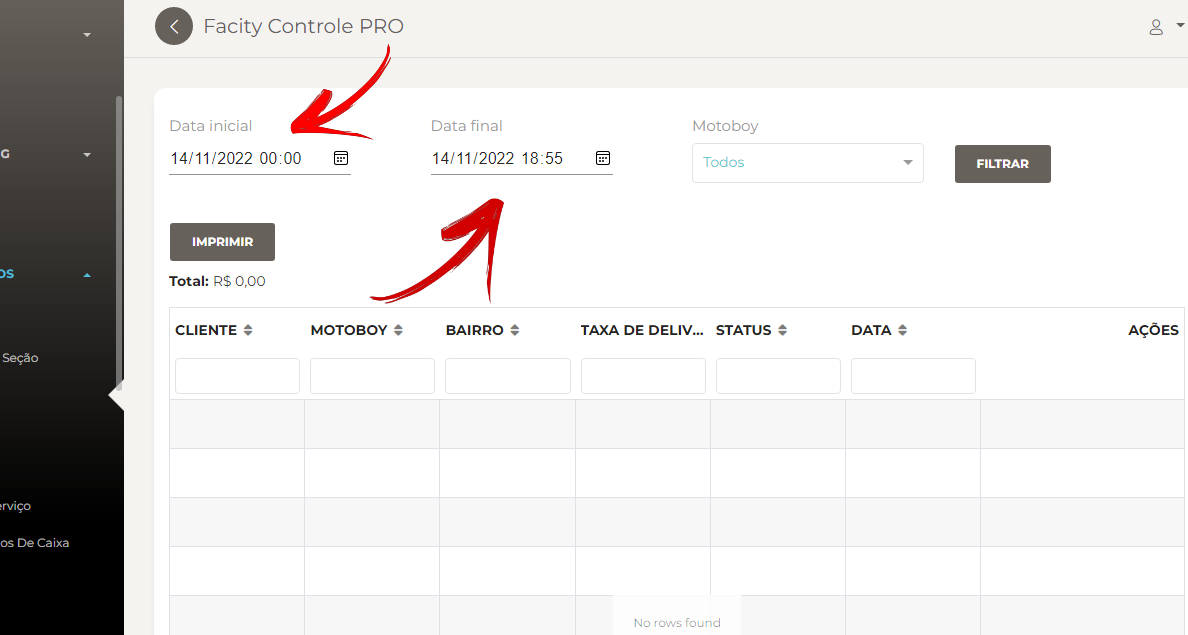 Facity Controle PRO
G
OS
Seção
erviço
os De Caixa
Data inicial
14/11/2022 00:00
Data final
14/11/2022 18:55
Motoboy
Todos
FILTRAR
IMPRIMIR
Total: R$ 0,00
CLIENTE MOTOBOY BAIRRO TAXA DE DELIV... STATUS DATA AÇÕES
No rows found